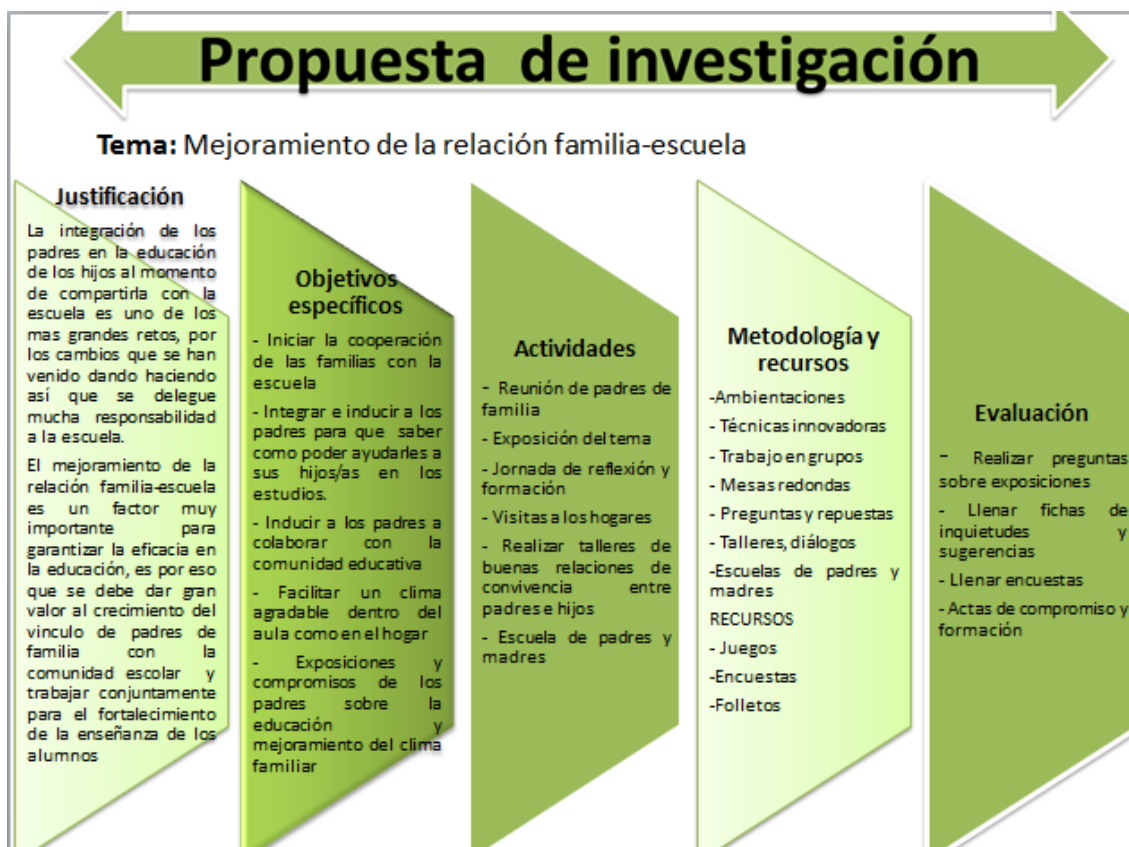 Propuesta de investigación
Tema: Mejoramiento de la relación familia-escuela
Justificación
La integración de los
padres en la educación
de los hijos al momento
de compartirla con la
escuela es uno de los
mas grandes retos, por
los cambios que se han
venido dando haciendo
así que se delegue
mucha responsabilidad
a la escuela.
El mejoramiento de la
relación familia-escuela
es un factor muy
importante para
garantizar la eficacia en
la educación, es por eso
que se debe dar gran
valor al crecimiento del
vinculo de padres de
familia con la
comunidad escolar y
trabajar conjuntamente
para el fortalecimiento
de la enseñanza de los
alumnos
Objetivos
específicos
- Iniciar la cooperación
de las familias con la
escuela
- Integrar e inducir a los
padres para que saber
como poder ayudarles a
sus hijos/as en los
estudios.
- Inducir a los padres a
colaborar con la
comunidad educativa
- Facilitar un clima
agradable dentro del
aula como en el hogar
- Exposiciones y
compromisos de los
padres sobre la
educación y
mejoramiento del clima
familiar
Actividades
- Reunión de padres de
familia
- Exposición del tema
- Jornada de reflexión y
formación
- Visitas a los hogares
- Realizar talleres de
buenas relaciones de
convivencia entre
padres e hijos
- Escuela de padres y
madres
Metodología y
recursos
-Ambientaciones
- Técnicas innovadoras
- Trabajo en grupos
- Mesas redondas
- Preguntas y repuestas
- Talleres, diálogos
-Escuelas de padres y
madres
RECURSOS
- Juegos
-Encuestas
-Folletos
Evaluación
- Realizar preguntas
sobre exposiciones
- Llenar fichas de
inquietudes y
sugerencias
- Llenar encuestas
- Actas de compromiso y
formación